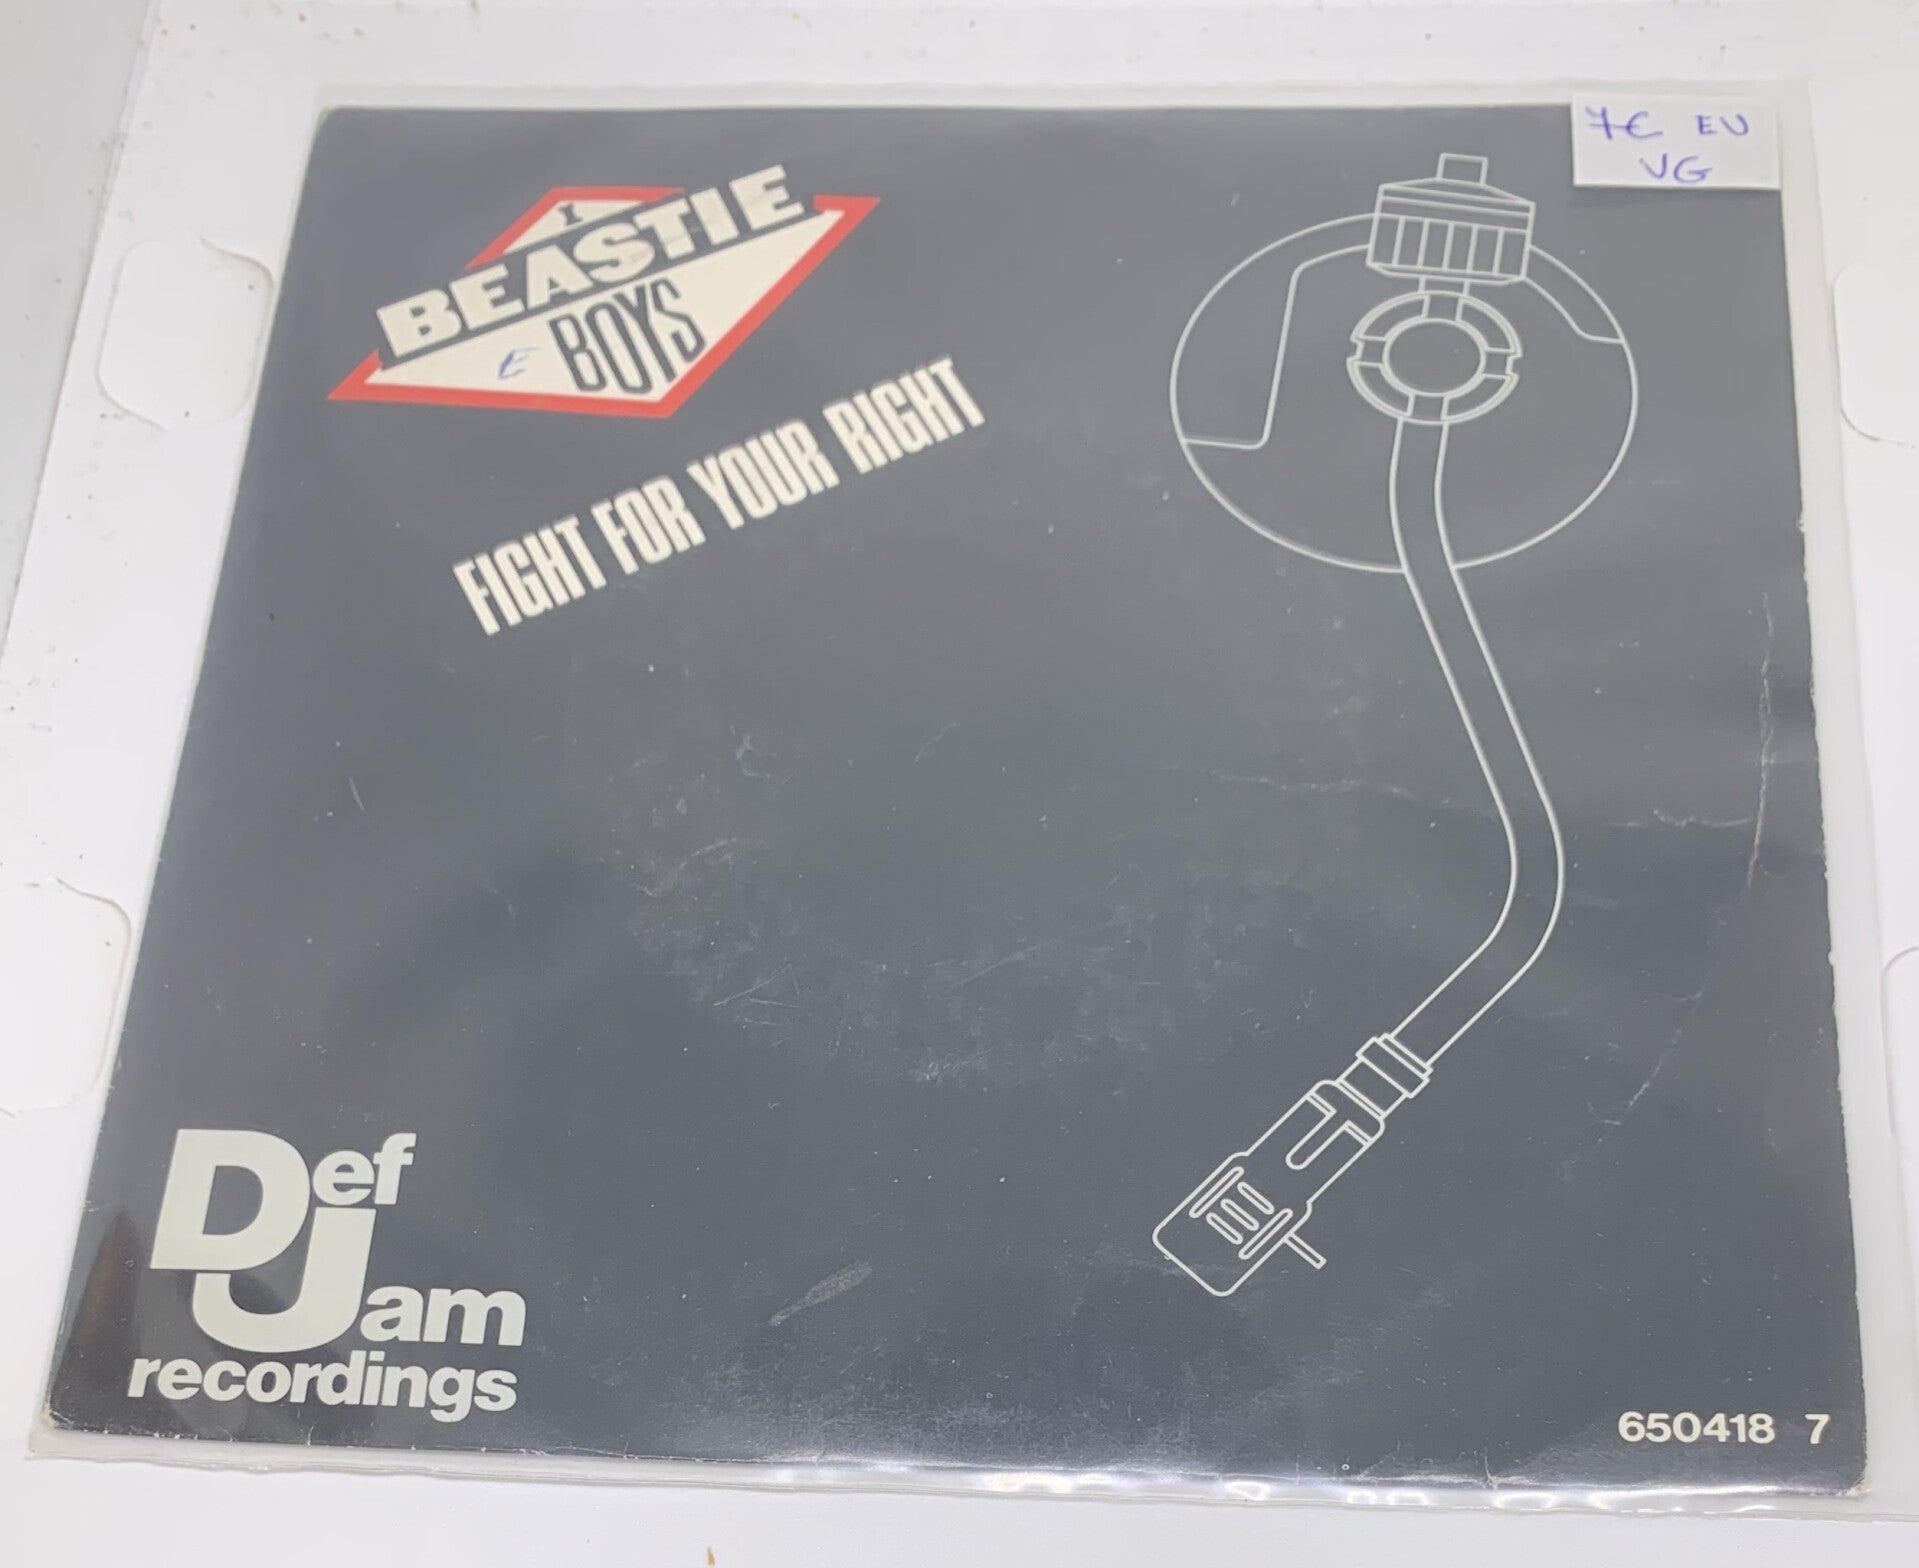 7€ EU
VG
BEASTIE
E BOYS
FIGHT FOR YOUR RIGHT
Def
Jam
recordings
650418 7